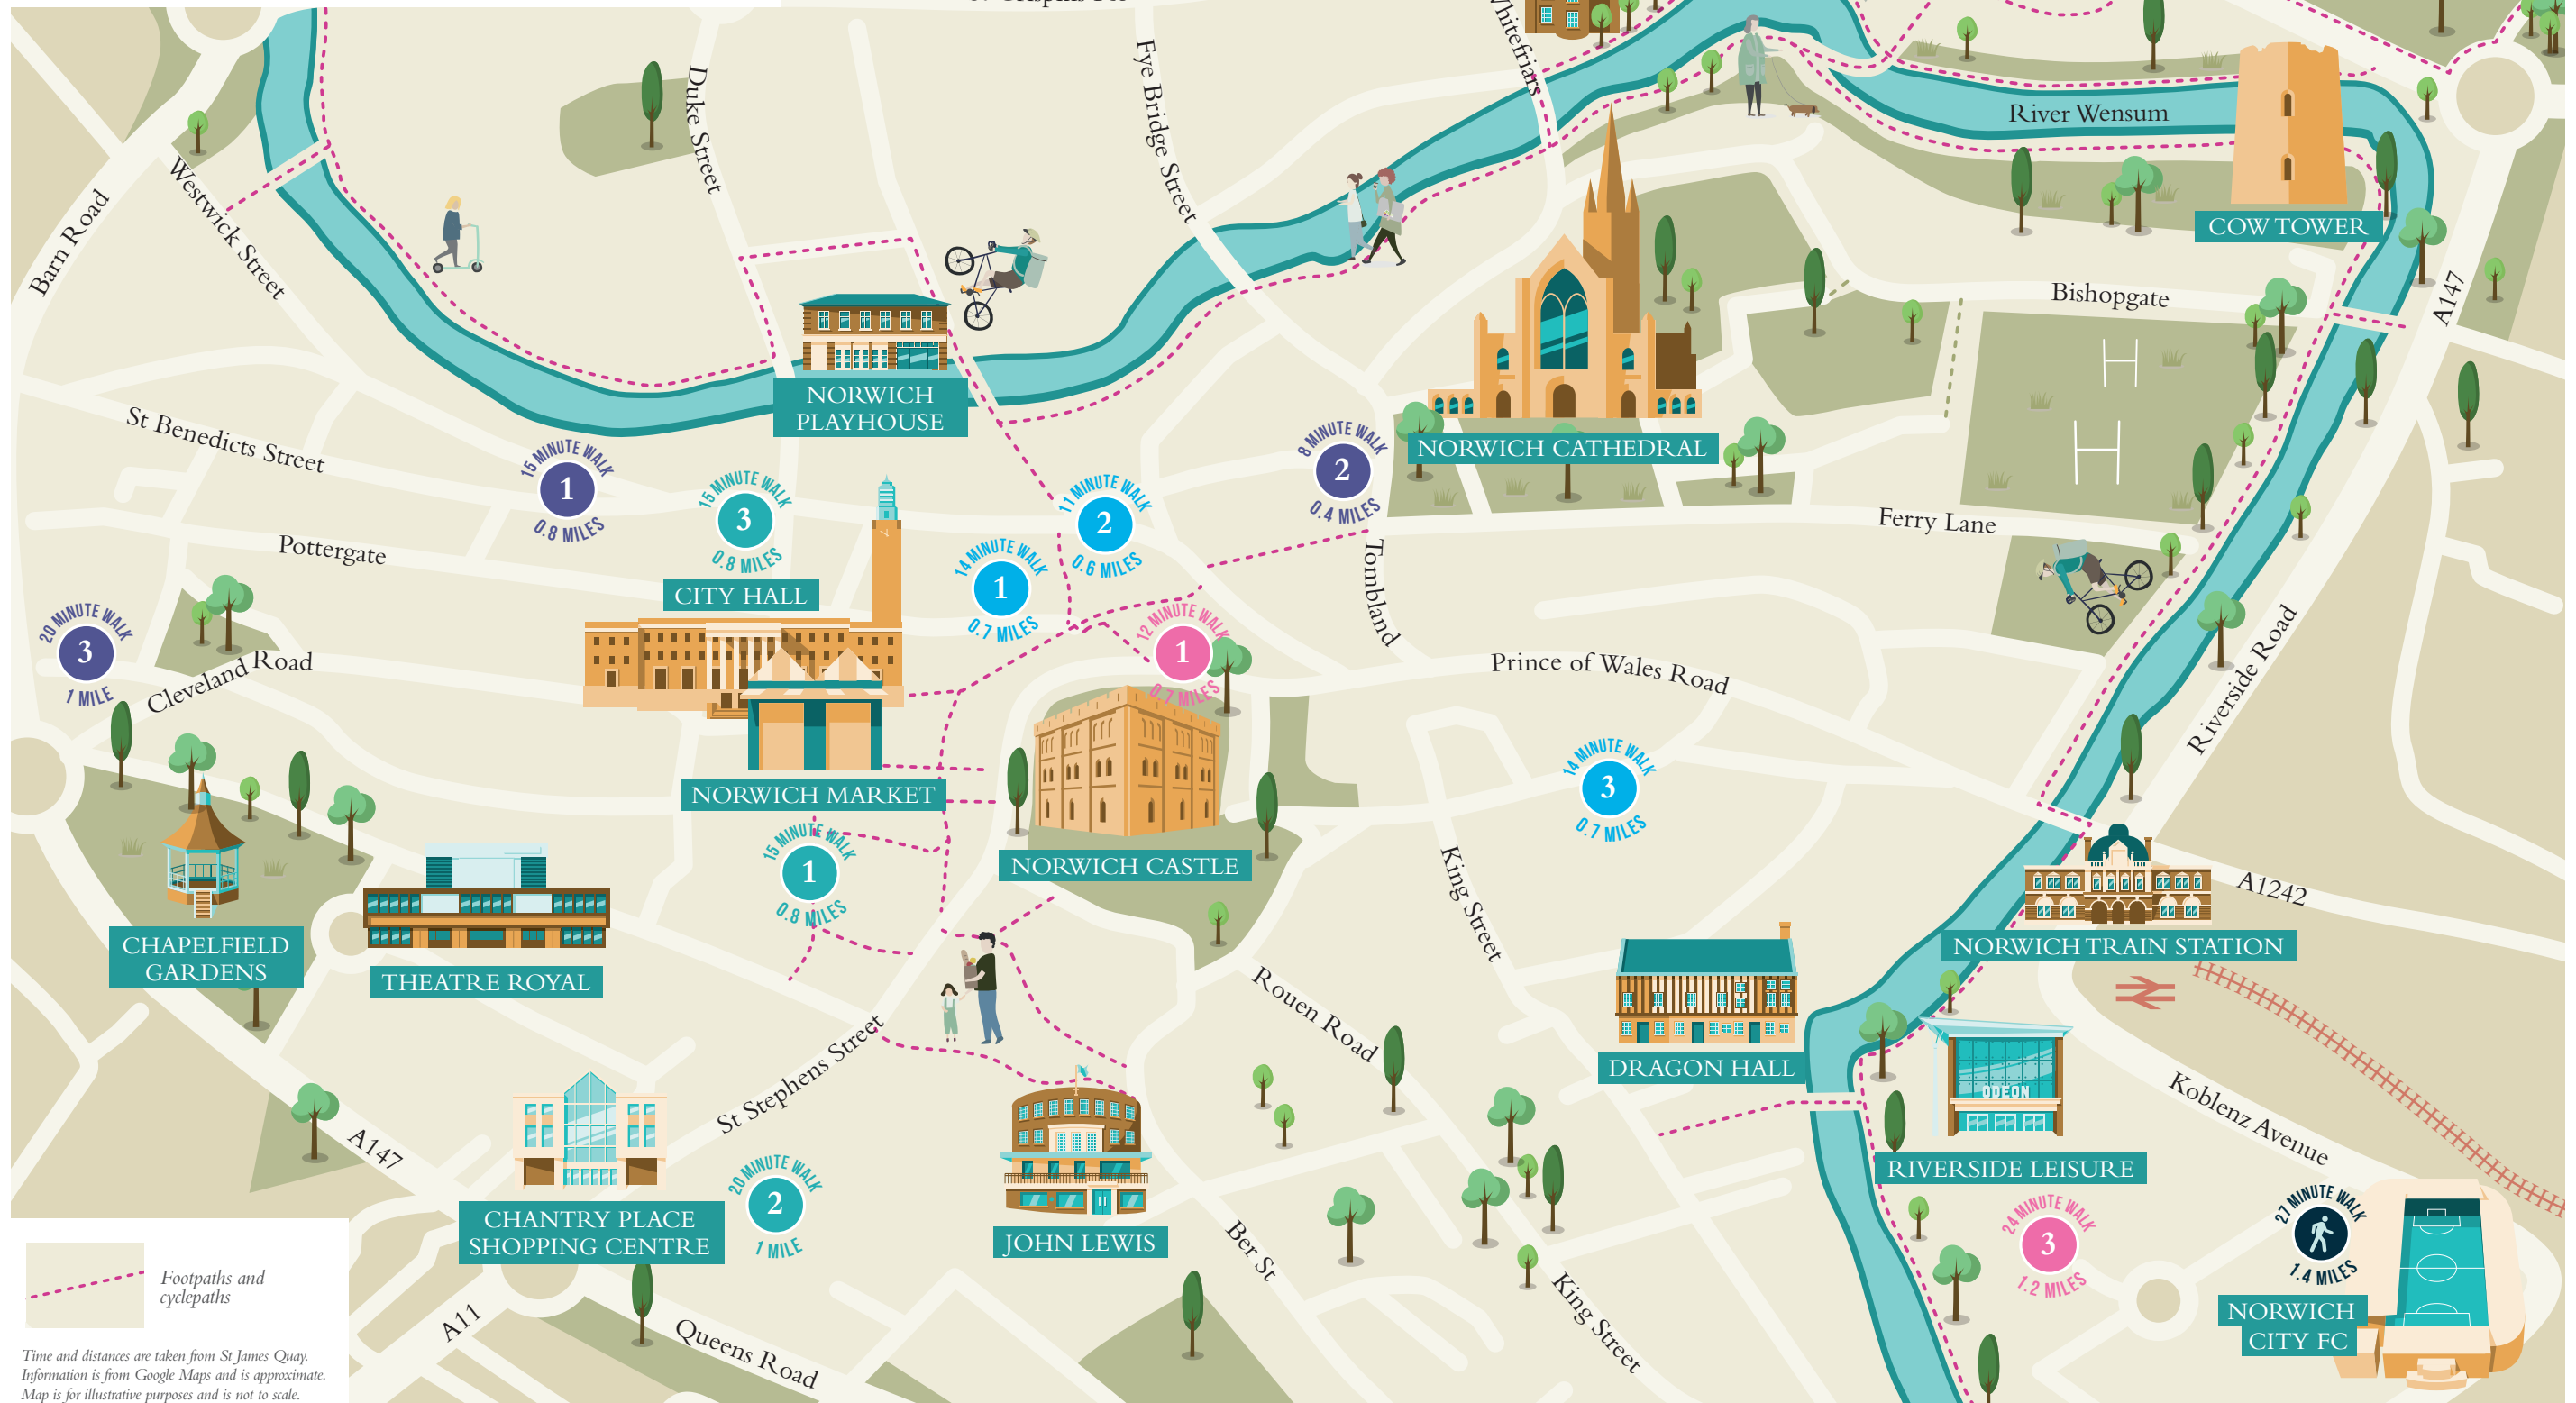 Whitefriars
Duke Street
Fye Bridge Street
River Wensum
COW TOWER
Barn Road
Westwick Street
A147
Bishopgate
NORWICH
PLAYHOUSE
NORWICH CATHEDRAL
St Benedicts Street
15 MINUTE WALK
1
0.8 MILES
15 MINUTE WALK
3
0.8 MILES
11 MINUTE WALK
2
0.6 MILES
8 MINUTE WALK
2
0.4 MILES
Ferry Lane
Pottergate
CITY HALL
14 MINUTE WALK
1
0.7 MILES
Tombland
20 MINUTE WALK
3
1 MILE
Cleveland Road
12 MINUTE WALK
1
0.7 MILES
Prince of Wales Road
Riverside Road
NORWICH MARKET
14 MINUTE WALK
3
0.7 MILES
NORWICH CASTLE
15 MINUTE WALK
1
0.8 MILES
King Street
A1242
CHAPELFIELD
GARDENS
THEATRE ROYAL
NORWICH TRAIN STATION
Rouen Road
DRAGON HALL
ODEON
Koblenz Avenue
St Stephens Street
A147
RIVERSIDE LEISURE
CHANTRY PLACE
SHOPPING CENTRE
20 MINUTE WALK
2
1 MILE
JOHN LEWIS
Ber St
24 MINUTE WALK
3
1.2 MILES
27 MINUTE WALK
1.4 MILES
NORWICH
CITY FC
King Street
A11
Queens Road
Footpaths and
cyclepaths
Time and distances are taken from St James Quay.
Information is from Google Maps and is approximate.
Map is for illustrative purposes and is not to scale.